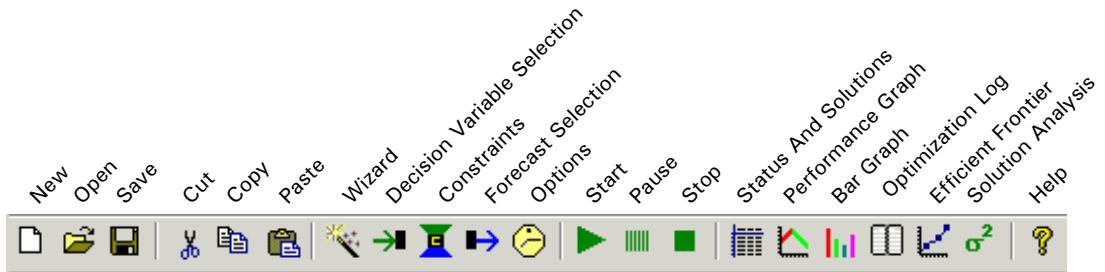 New
Open
Save
Cut
Copy
Paste
Wizard
Decision Variable Selection
Constraints
Forecast Selection
Options
Start
Pause
Stop
Status And Solutions
Performance Graph
Bar Graph
Optimization Log
Efficient Frontier
Solution Analysis
Help
C
σ²
?